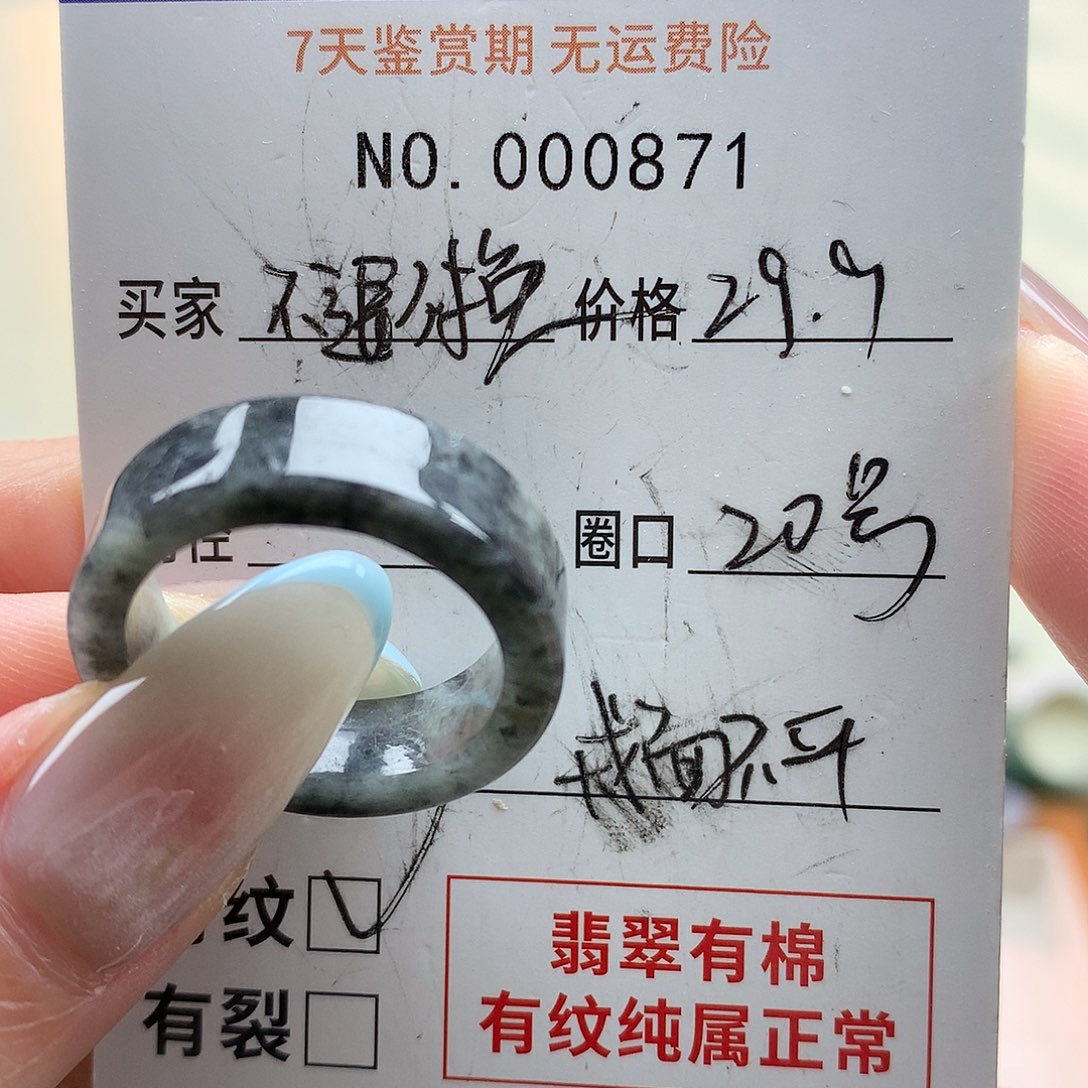 7天鉴赏期 无运费险
NO. 000871
买家 不 价格 29.9
径 圈口 20号
戒面不平
纹
有裂
翡翠有棉
有纹纯属正常